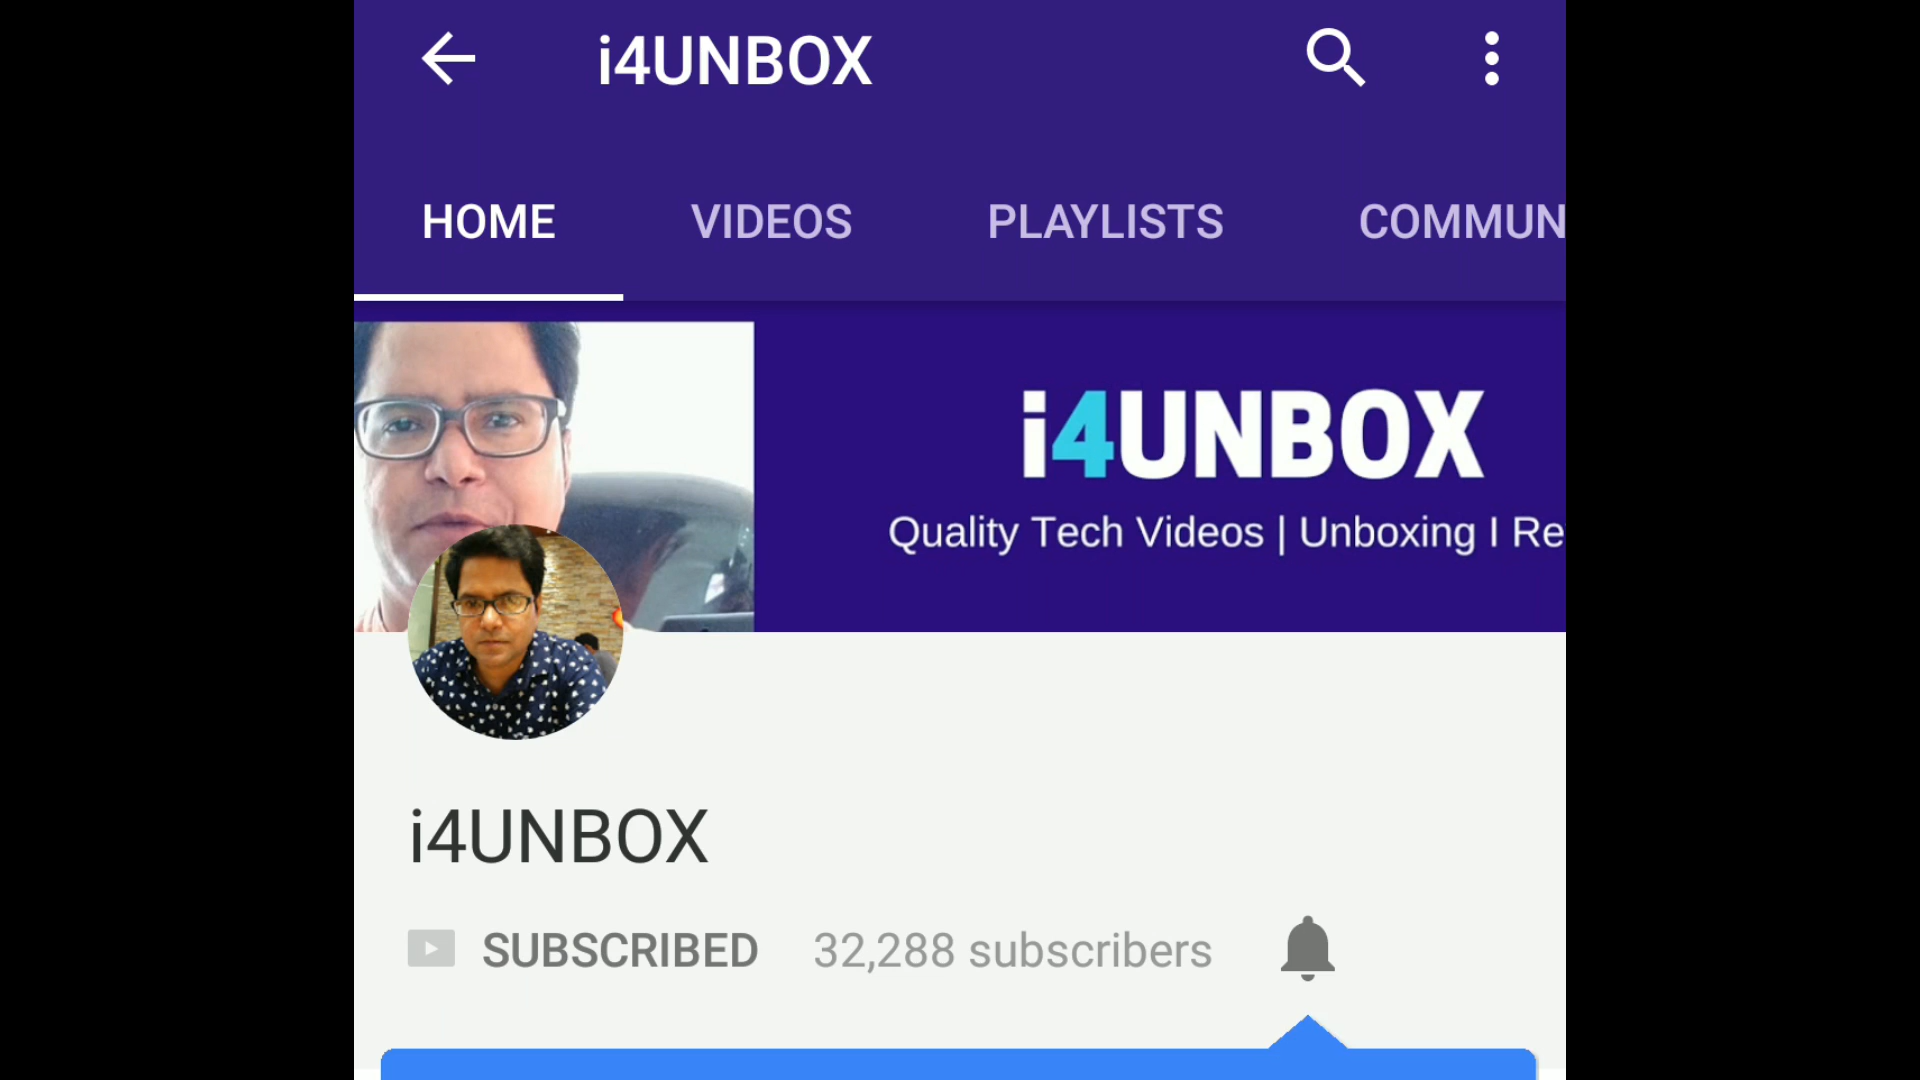 i4UNBOX
HOME VIDEOS PLAYLISTS COMMUN
i4UNBOX
Quality Tech Videos | Unboxing I Re
i4UNBOX
SUBSCRIBED 32,288 subscribers